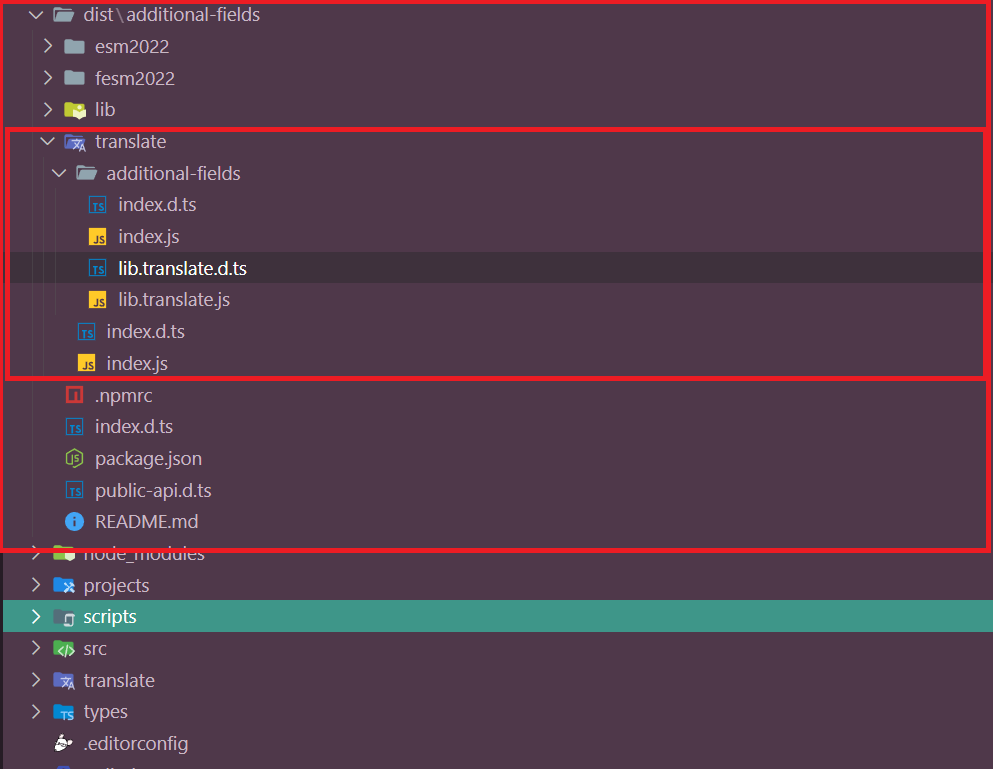 dist\additional-fields
esm2022
fesm2022
lib
translate
additional-fields
index.d.ts
index.js
lib.translate.d.ts
lib.translate.js
index.d.ts
index.js
.npmrc
index.d.ts
package.json
public-api.d.ts
README.md
node_modules
projects
scripts
src
translate
types
.editorconfig